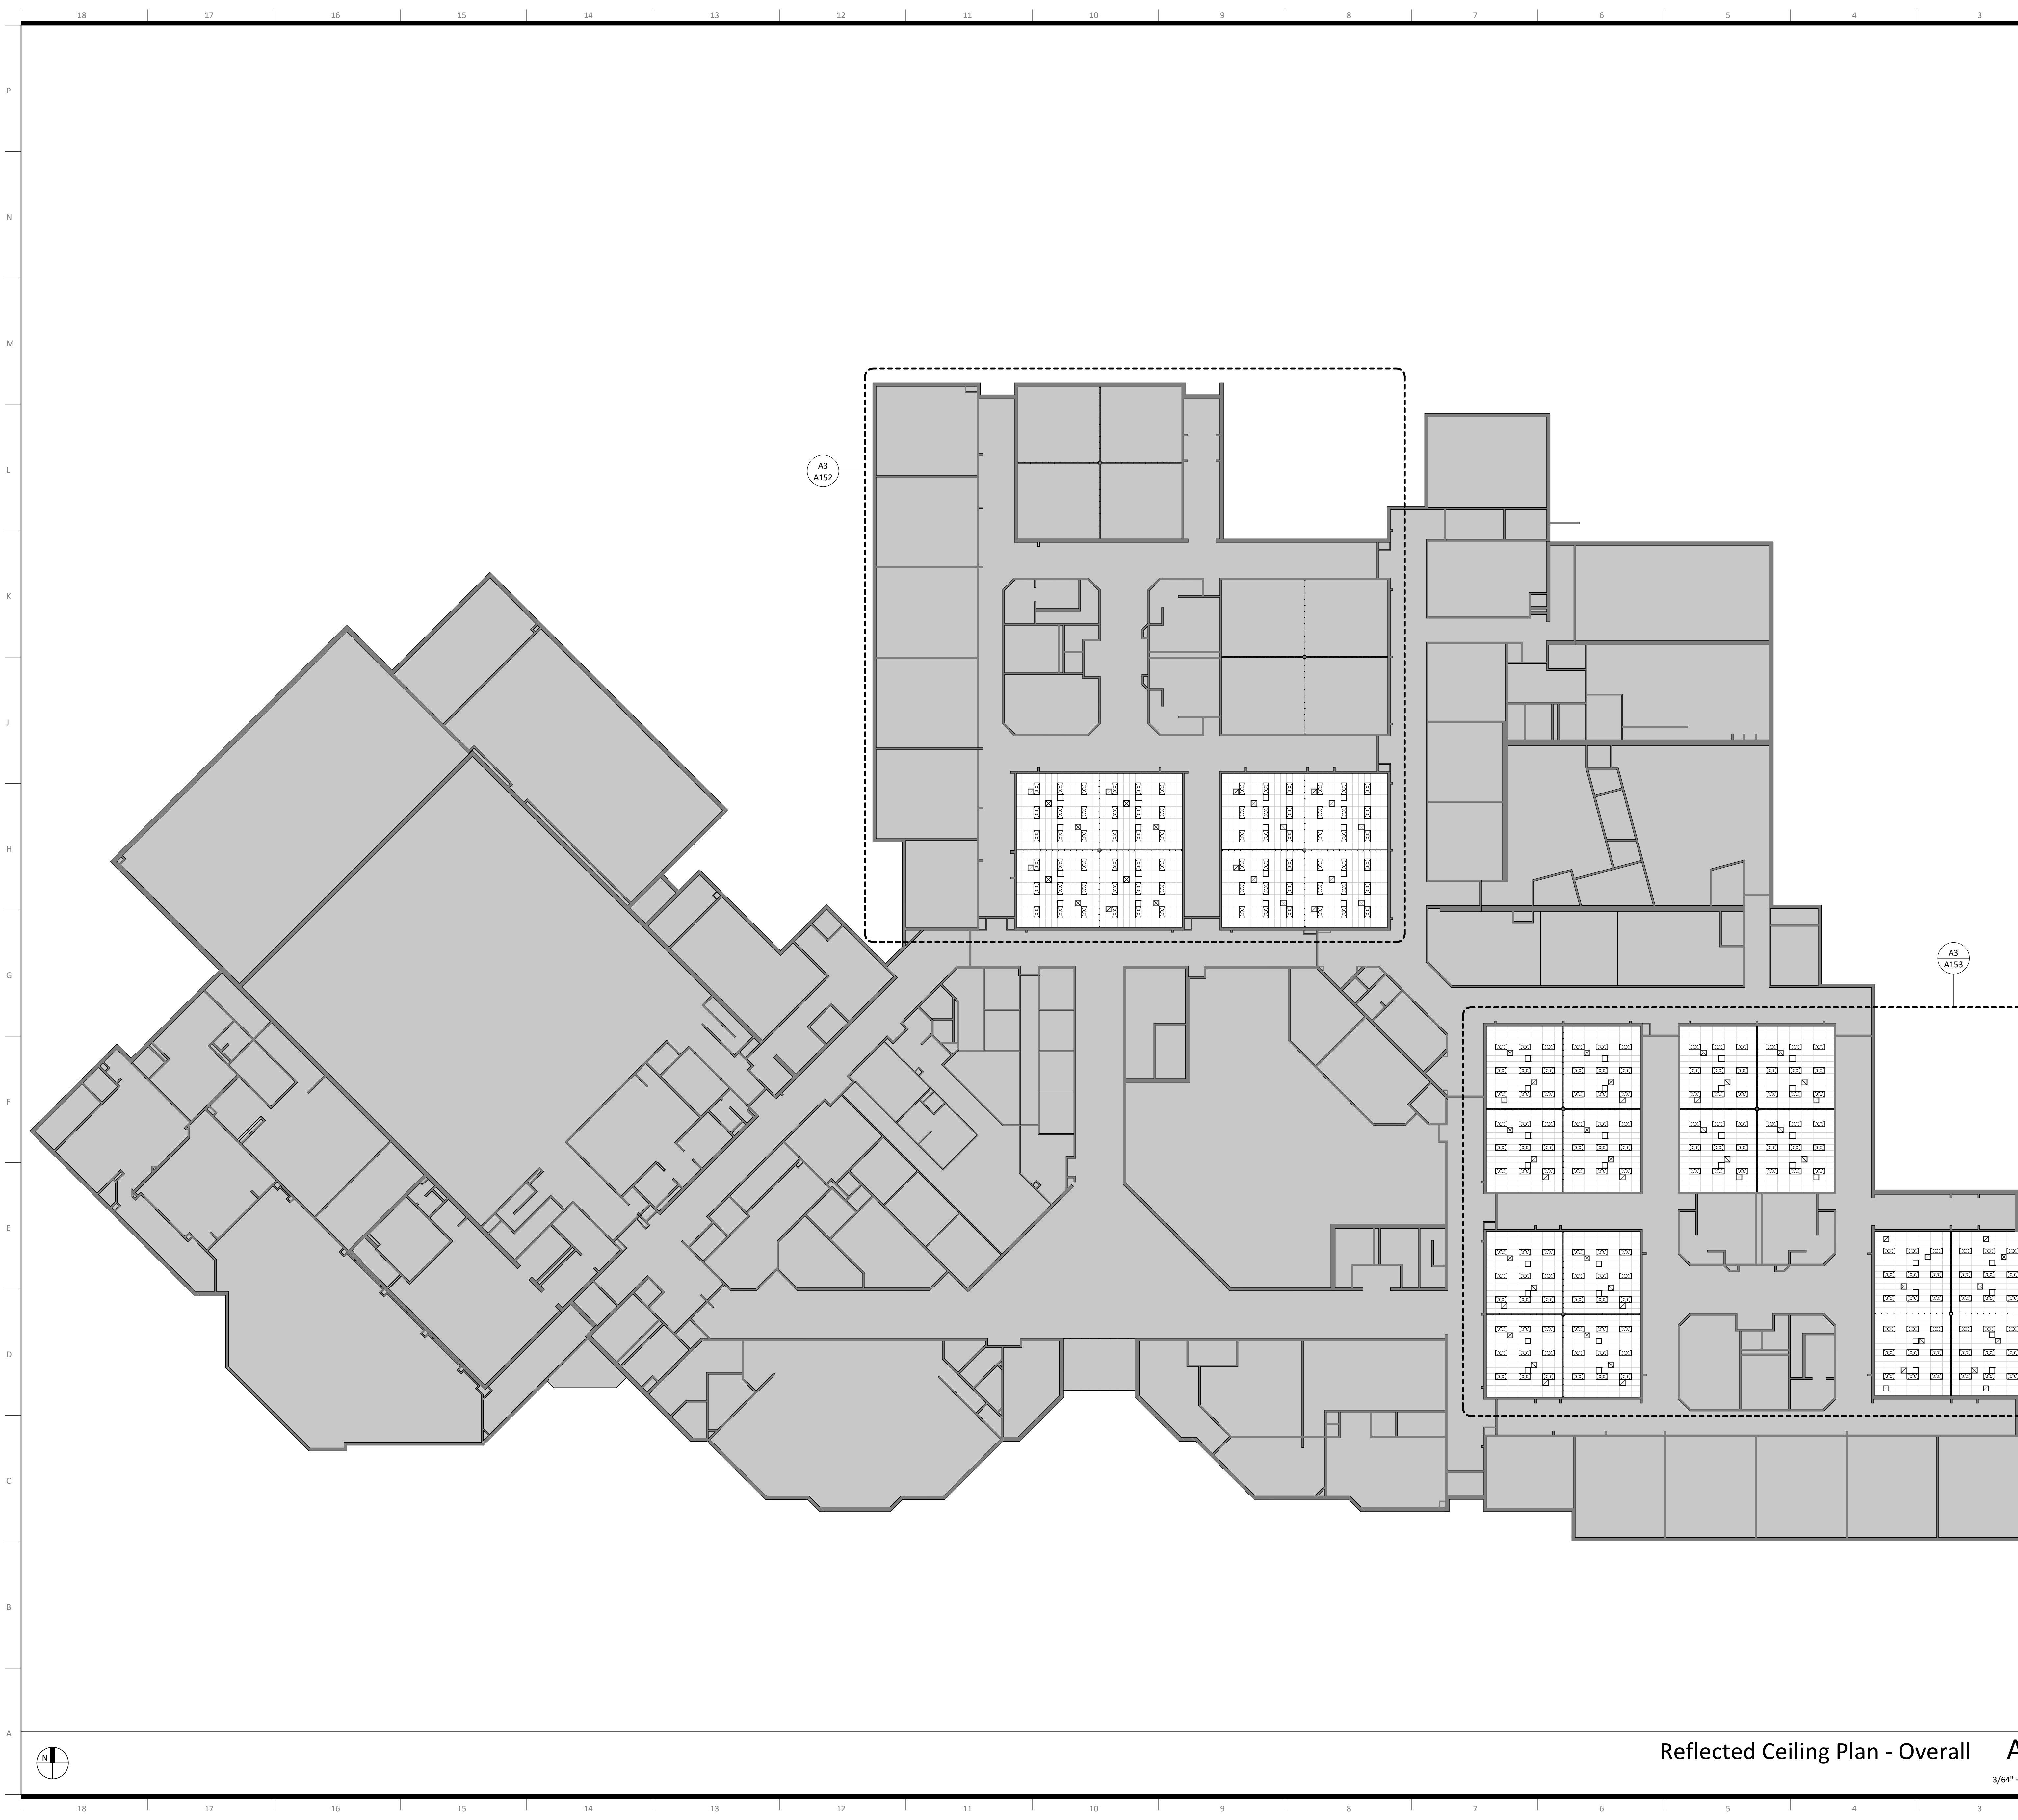 18 17 16 15 14 13 12 11 10 9 8 7 6 5 4 3
P
N
M
L
A3
A152
K
J
H
G
A3
A153
F
E
D
C
B
A
N
Reflected Ceiling Plan - Overall A
3/64" =
18 17 16 15 14 13 12 11 10 9 8 7 6 5 4 3